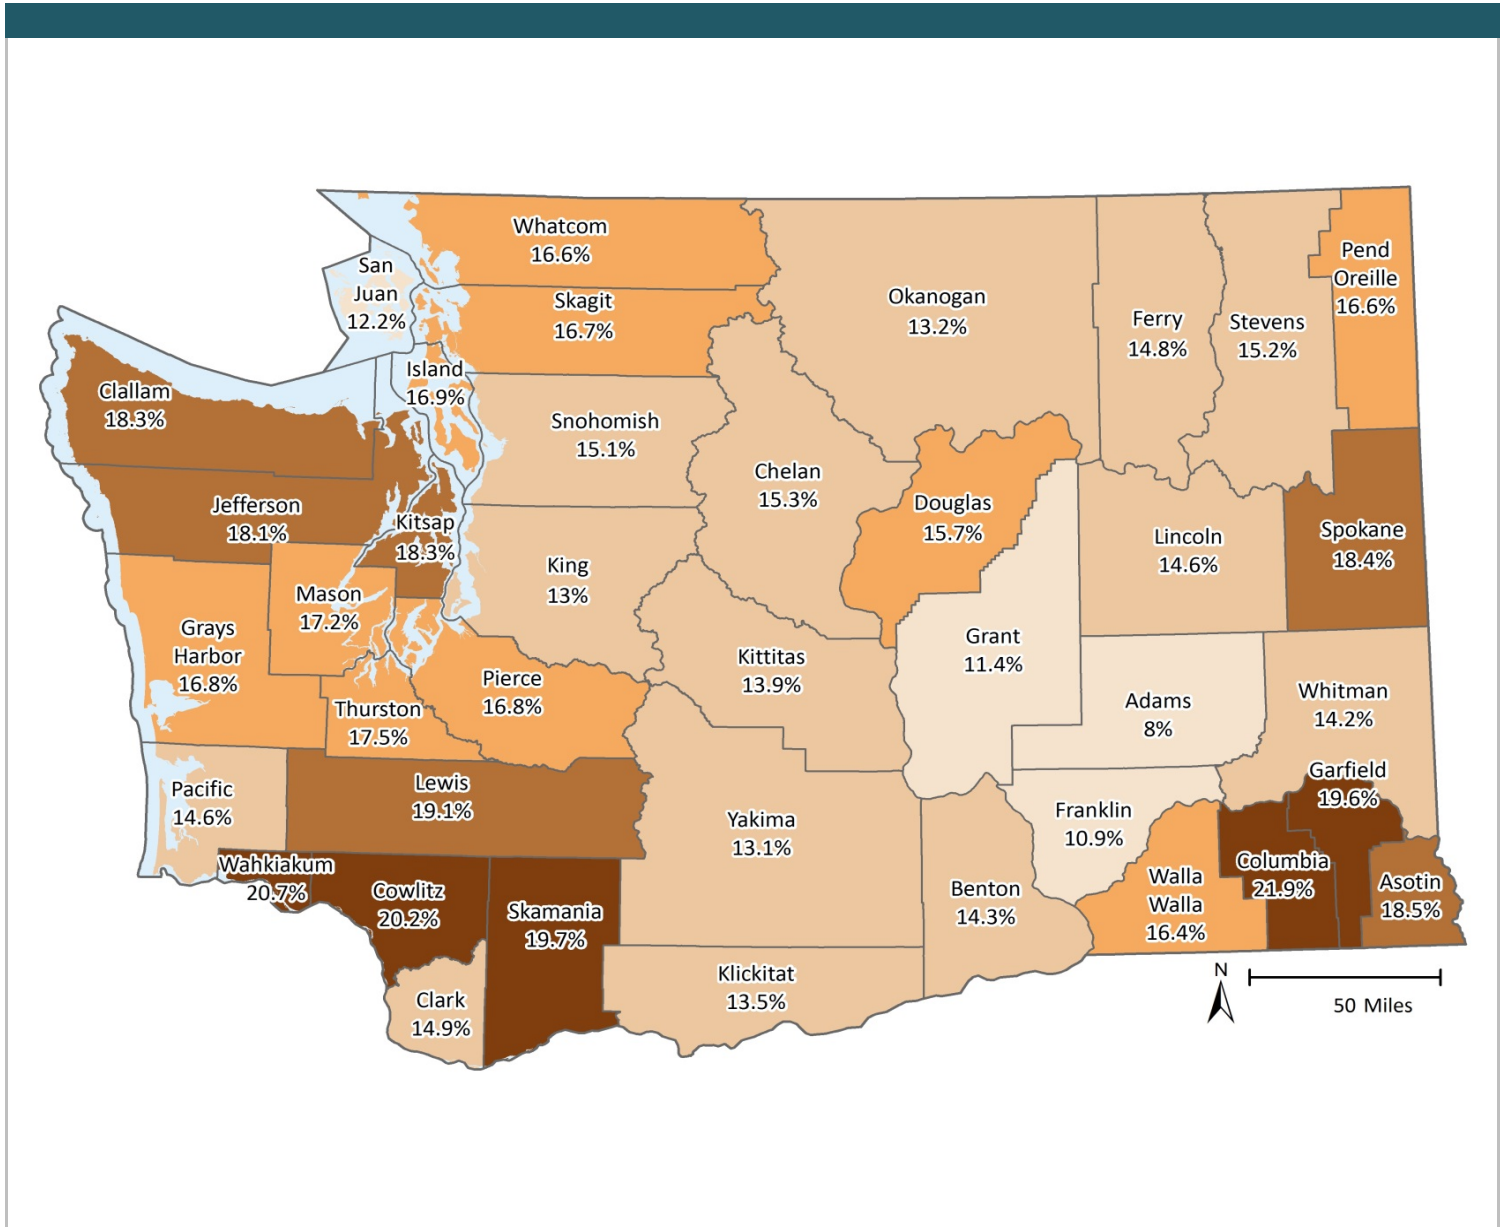 Whatcom
16.6%
San
Juan
12.2%
Skagit
16.7%
Okanogan
13.2%
Ferry
14.8%
Stevens
15.2%
Pend
Oreille
16.6%
Clallam
18.3%
Island
16.9%
Snohomish
15.1%
Chelan
15.3%
Douglas
15.7%
Jefferson
18.1%
Kitsap
18.3%
Lincoln
14.6%
Spokane
18.4%
King
13%
Mason
17.2%
Grays
Harbor
16.8%
Grant
11.4%
Kittitas
13.9%
Pierce
16.8%
Thurston
17.5%
Adams
8%
Whitman
14.2%
Pacific
14.6%
Lewis
19.1%
Yakima
13.1%
Franklin
10.9%
Garfield
19.6%
Wahkiakum
20.7%
Cowlitz
20.2%
Skamania
19.7%
Benton
14.3%
Walla
Walla
16.4%
Columbia
21.9%
Asotin
18.5%
Clark
14.9%
Klickitat
13.5%
N
50 Miles